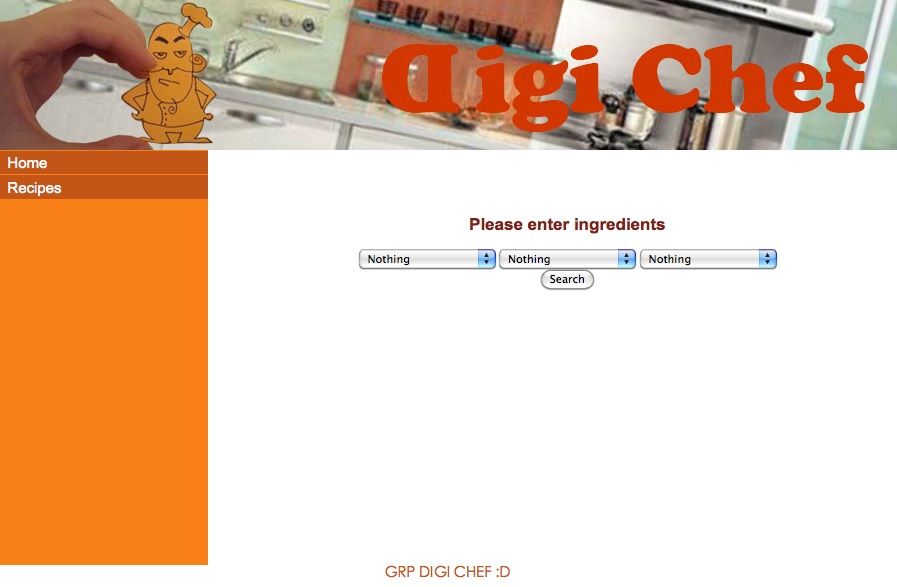 Digi Chef
Home
Recipes
Please enter ingredients
Nothing Nothing Nothing
Search
GRP DIGI CHEF :D